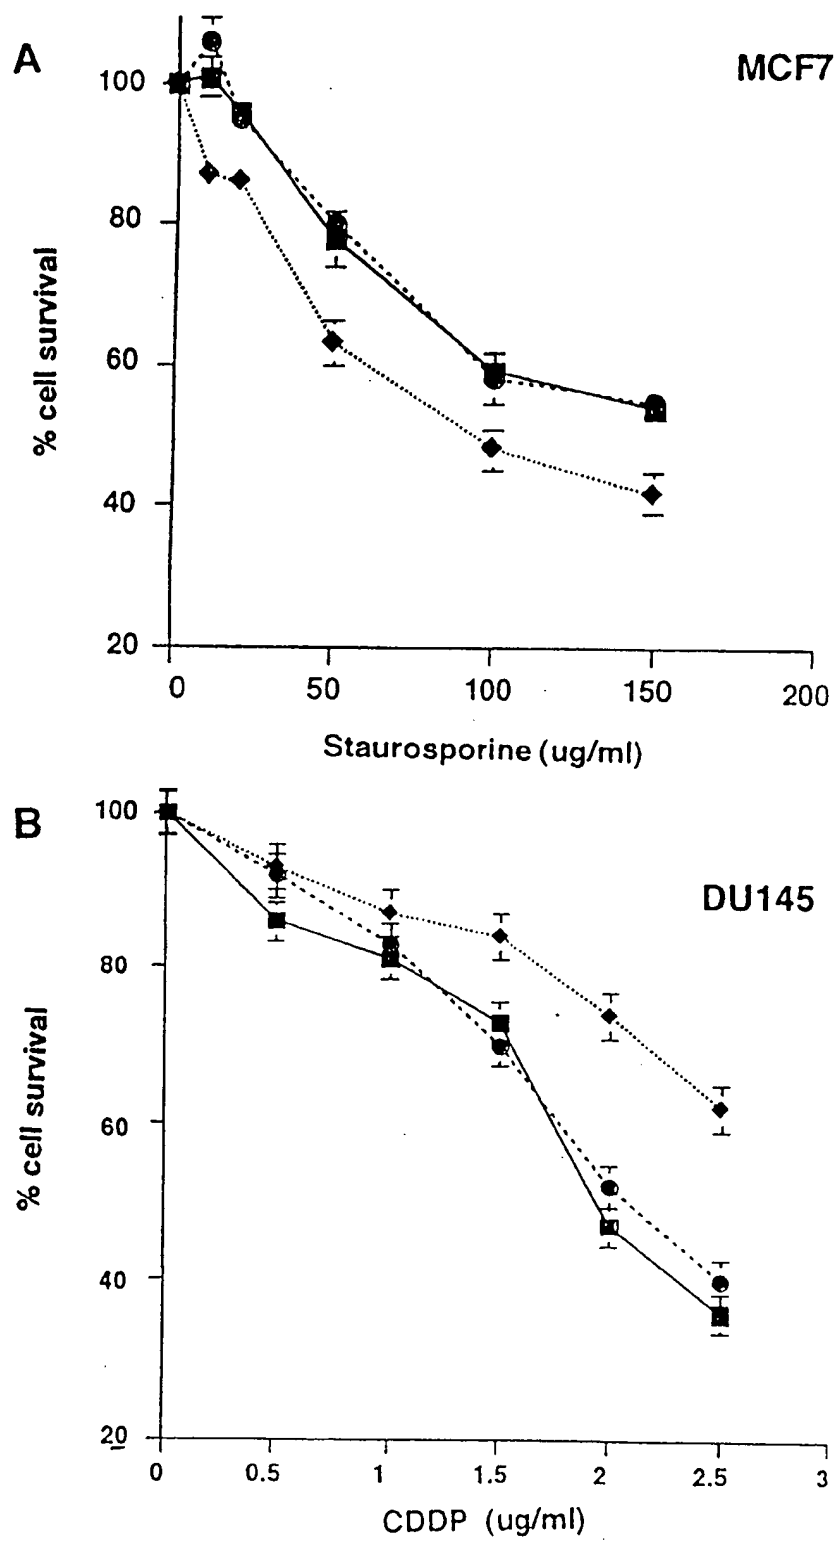 A
MCF7
100
80
60
40
20
% cell survival
0 50 100 150 200
Staurosporine (ug/ml)
B
DU145
100
80
60
40
20
% cell survival
0 0.5 1 1.5 2 2.5 3
CDDP (ug/ml)